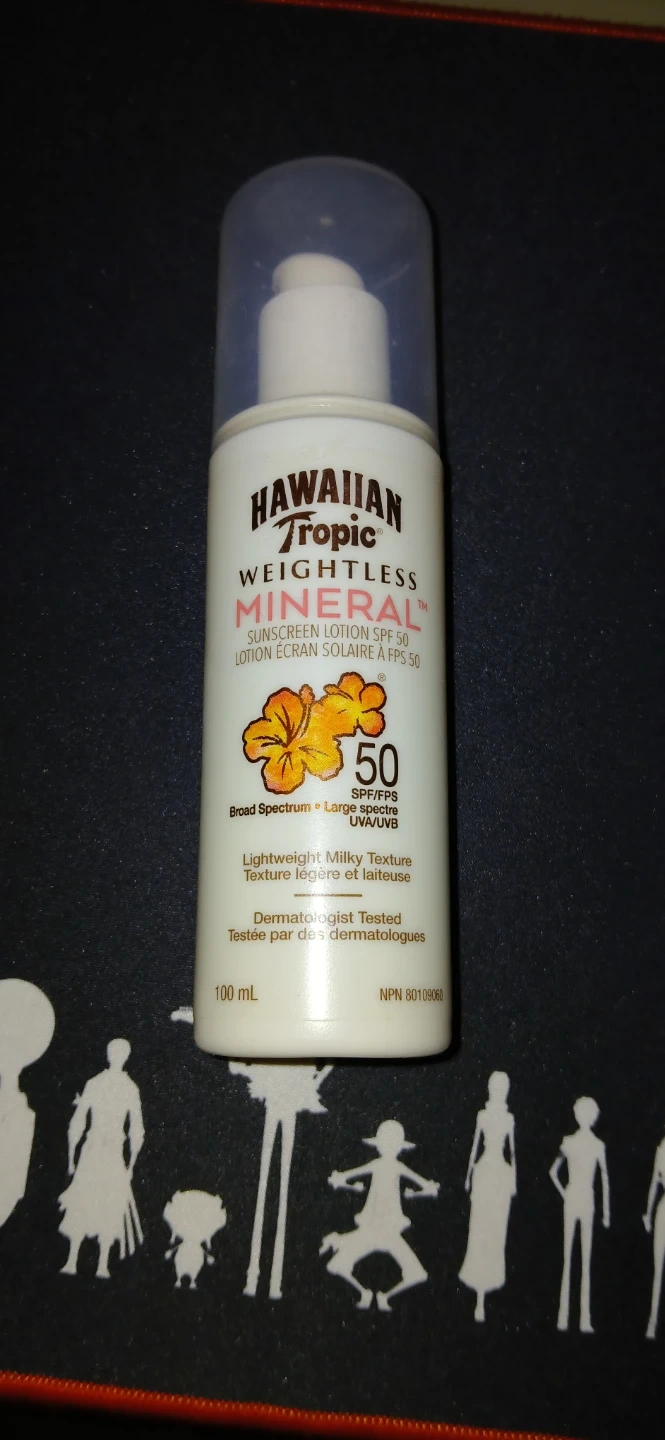 HAWAIIAN
Tropic®
WEIGHTLESS
MINERAL™
SUNSCREEN LOTION SPF 50
LOTION ÉCRAN SOLAIRE À FPS 50
®
50
SPF/FPS
Broad Spectrum • Large spectre
UVA/UVB
Lightweight Milky Texture
Texture légère et laiteuse
Dermatologist Tested
Testée par des dermatologues
100 mL NPN 80109060